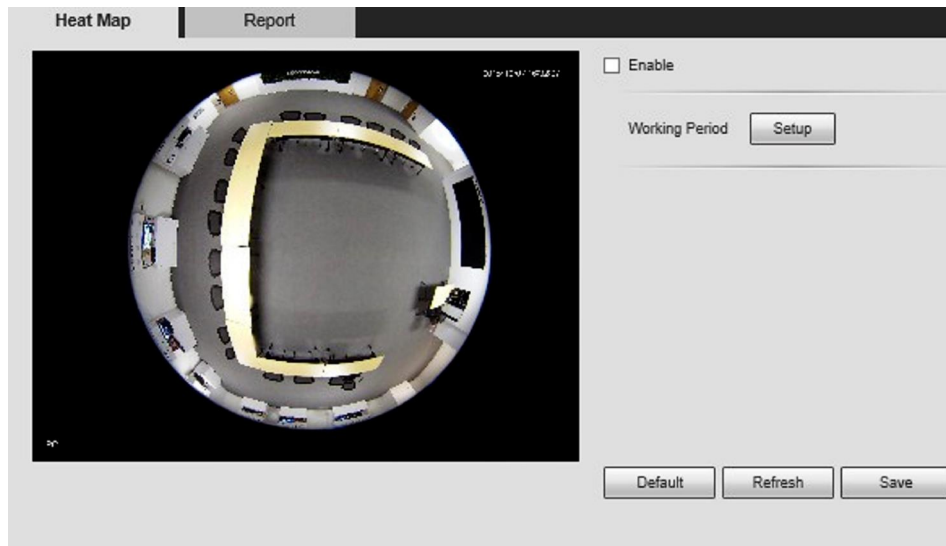 Heat Map
Report
Enable
Working Period
Setup
Default
Refresh
Save